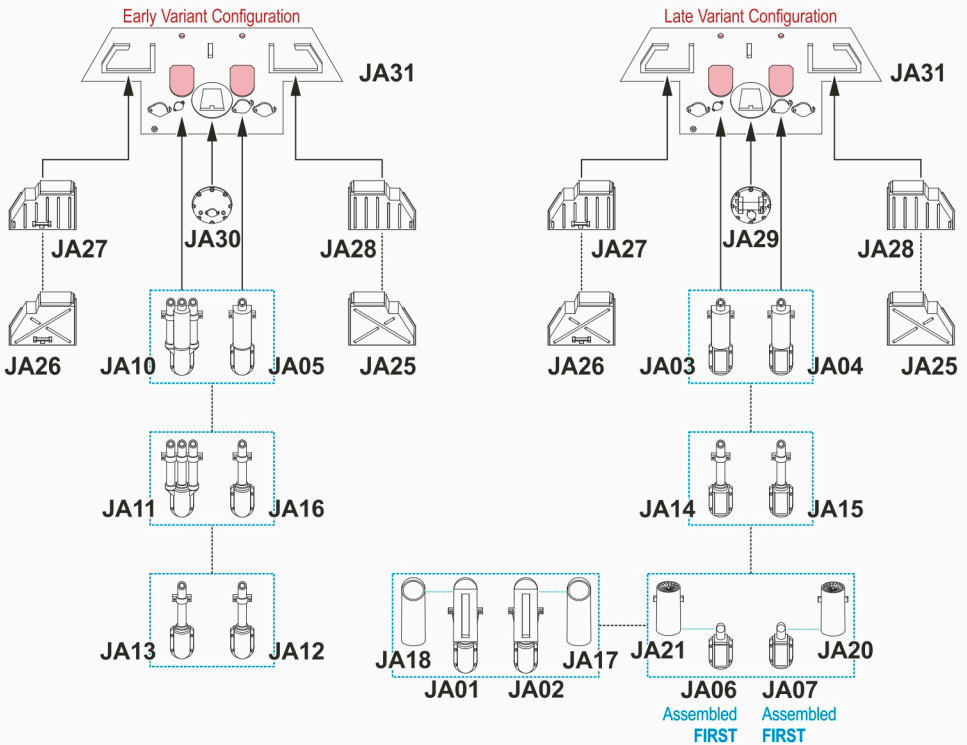 Early Variant Configuration
Late Variant Configuration
JA31
JA31
JA27
JA30
JA28
JA27
JA29
JA28
JA26
JA10
JA05
JA25
JA26
JA03
JA04
JA25
JA11
JA16
JA14
JA15
JA13
JA12
JA18
JA17
JA21
JA20
JA01
JA02
JA06
JA07
Assembled
FIRST
Assembled
FIRST